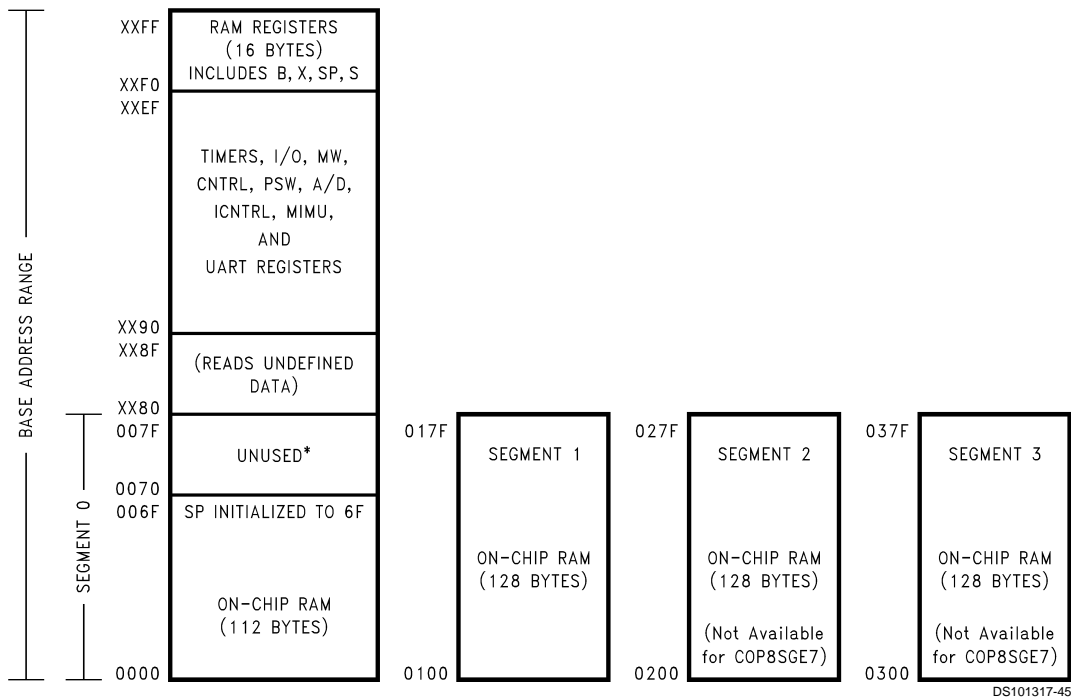 BASE ADDRESS RANGE
SEGMENT 0
XXFF
RAM REGISTERS
(16 BYTES)
INCLUDES B, X, SP, S
XXF0
XXEF
TIMERS, I/O, MW,
CNTRL, PSW, A/D,
ICNTRL, MIMU,
AND
UART REGISTERS
XX90
XX8F
(READS UNDEFINED
DATA)
XX80
007F
UNUSED*
0070
006F
SP INITIALIZED TO 6F
ON-CHIP RAM
(112 BYTES)
0000
017F
SEGMENT 1
ON-CHIP RAM
(128 BYTES)
0100
027F
SEGMENT 2
ON-CHIP RAM
(128 BYTES)
(Not Available
for COP8SGE7)
0200
037F
SEGMENT 3
ON-CHIP RAM
(128 BYTES)
(Not Available
for COP8SGE7)
0300
DS101317-45